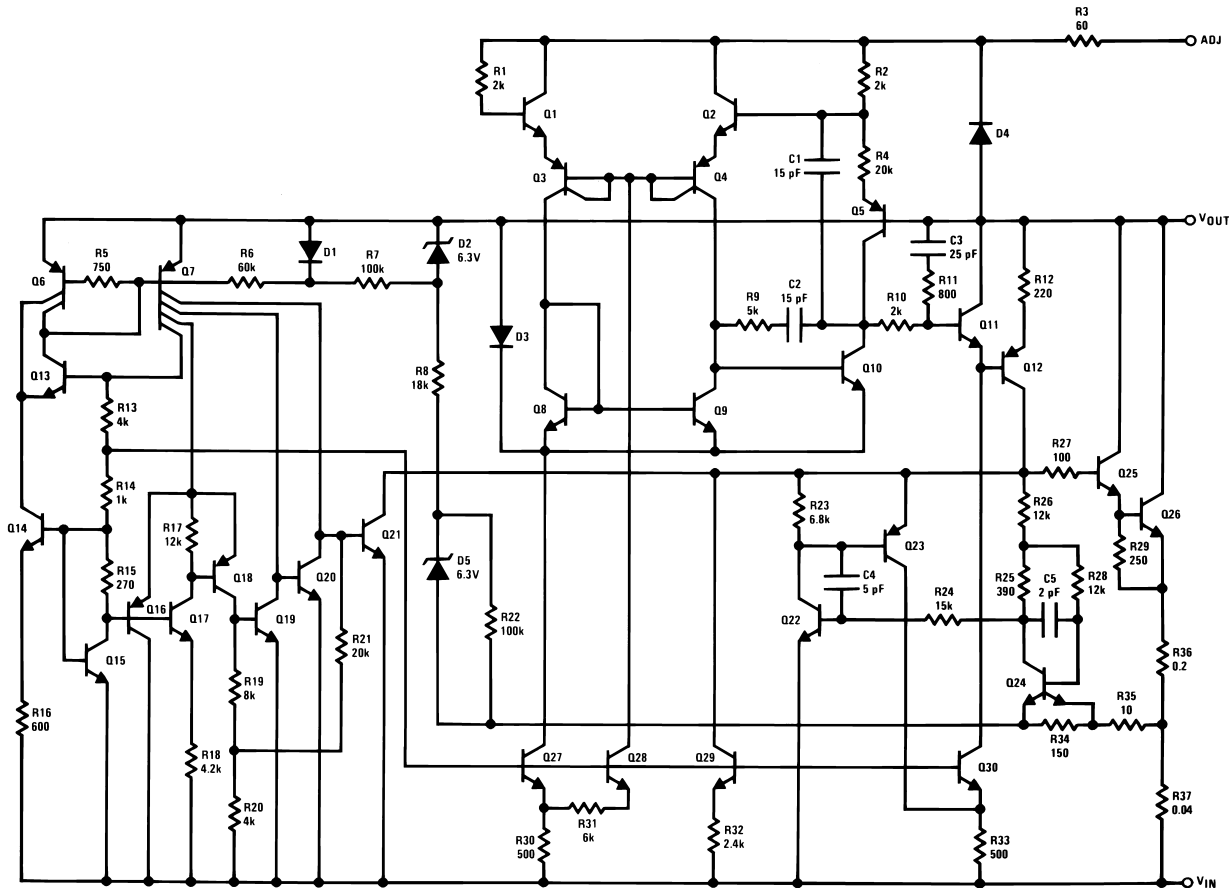 R3
60
ADJ
R1
2k
R2
2k
Q1
Q2
D4
C1
15 pF
R4
20k
Q3
Q4
Q5
VOUT
R5
750
Q6
Q7
R6
60k
D1
R7
100k
D2
6.3V
C3
25 pF
R12
220
R11
800
C2
15 pF
R9
5k
R10
2k
Q11
D3
Q12
Q10
Q13
R8
18k
Q8
Q9
R13
4k
R27
100
Q25
R14
1k
R23
6.8k
R26
12k
Q26
Q14
R17
12k
Q21
Q23
R29
250
R15
270
D5
6.3V
Q18
Q20
C4
5 pF
R25
390
C5
2 pF
R28
12k
R24
15k
Q16
Q17
Q19
R22
100k
Q22
R21
20k
Q15
R36
0.2
R19
8k
Q24
R35
10
R16
600
R34
150
R18
4.2k
Q27
Q28
Q29
Q30
R20
4k
R37
0.04
R31
6k
R30
500
R32
2.4k
R33
500
VIN